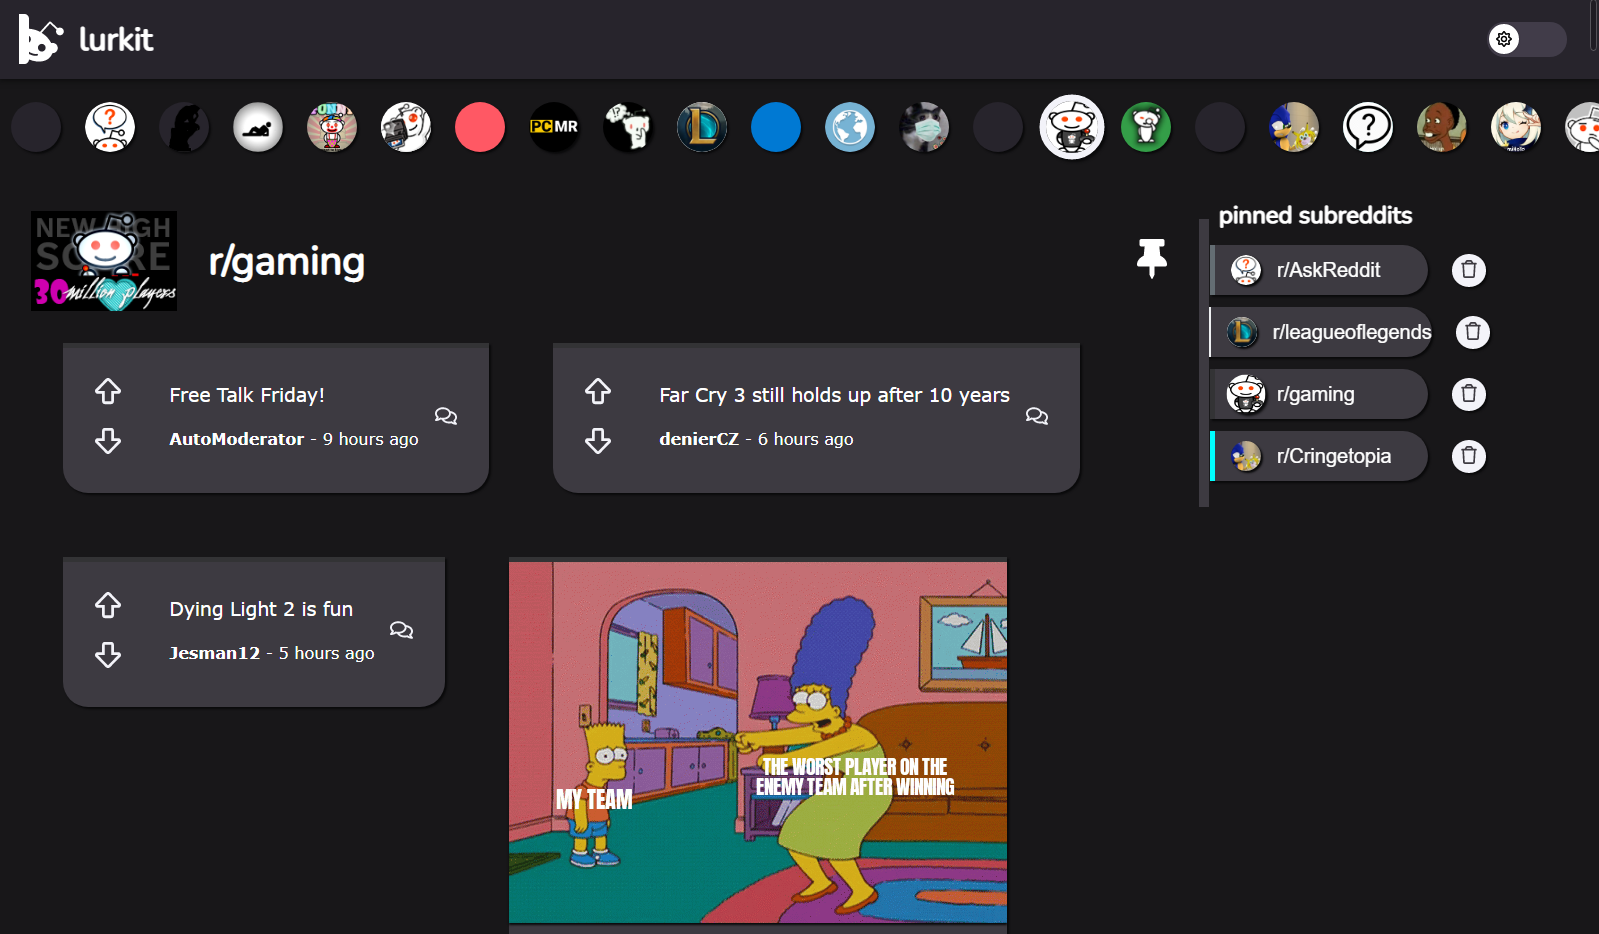 lurkit
PCMR
NEW HIGH
SCORE
30 million players
r/gaming
pinned subreddits
r/AskReddit
r/leagueoflegends
r/gaming
r/Cringetopia
Free Talk Friday!
AutoModerator - 9 hours ago
Far Cry 3 still holds up after 10 years
denierCZ - 6 hours ago
Dying Light 2 is fun
Jesman12 - 5 hours ago
THE WORST PLAYER ON THE
ENEMY TEAM AFTER WINNING
MY TEAM